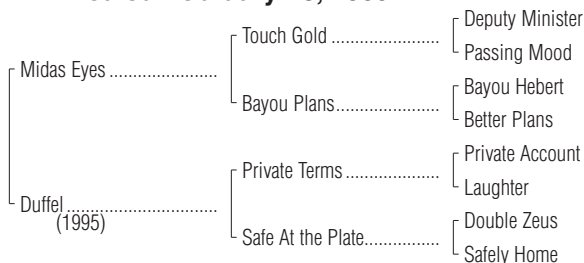 Deputy Minister
Touch Gold ........................
Passing Mood
Midas Eyes ........................
Bayou Hebert
Bayou Plans.......................
Better Plans
Private Account
Private Terms .....................
Laughter
Duffel.................................
(1995)
Double Zeus
Safe At the Plate.................
Safely Home